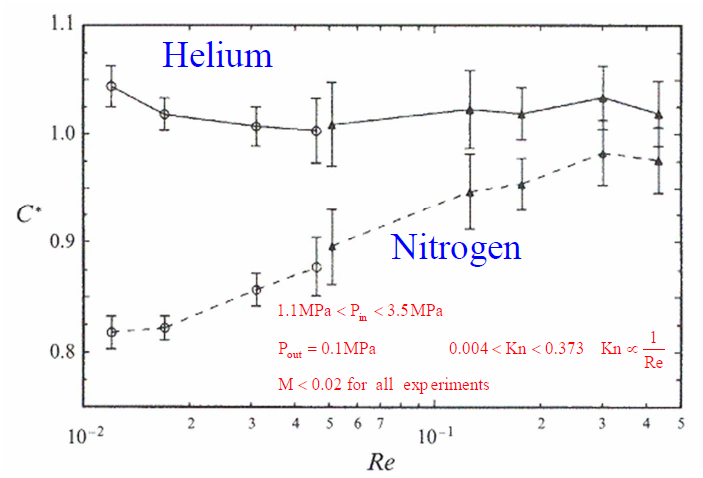 1.1
Helium
1.0
C*
0.9
Nitrogen
1.1MPa < P_in < 3.5MPa
P_out = 0.1MPa 0.004 < Kn < 0.373 Kn ∝ 1/Re
0.8
M < 0.02 for all experiments
10⁻² 2 3 4 5 6 7 10⁻¹ 2 3 4 5
Re